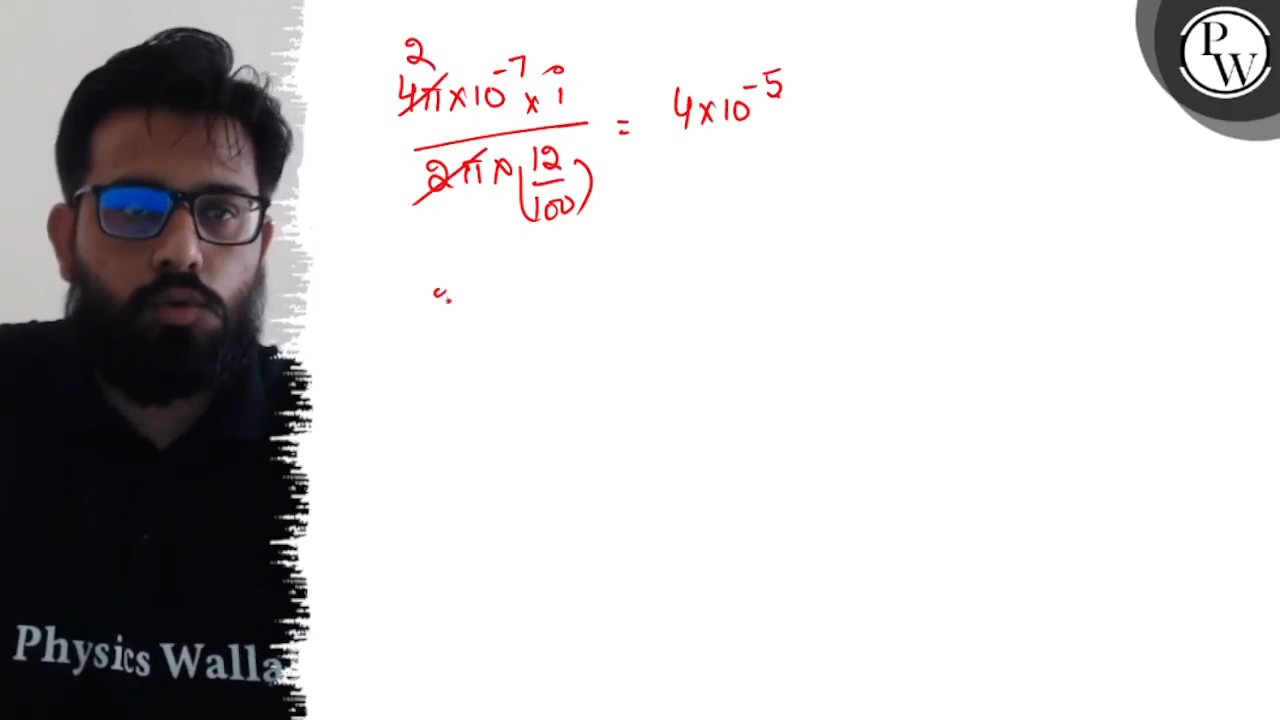 2
4π×10⁻⁷ × i
2π × (12/100)
= 4×10⁻⁵
PW
Physics Walla